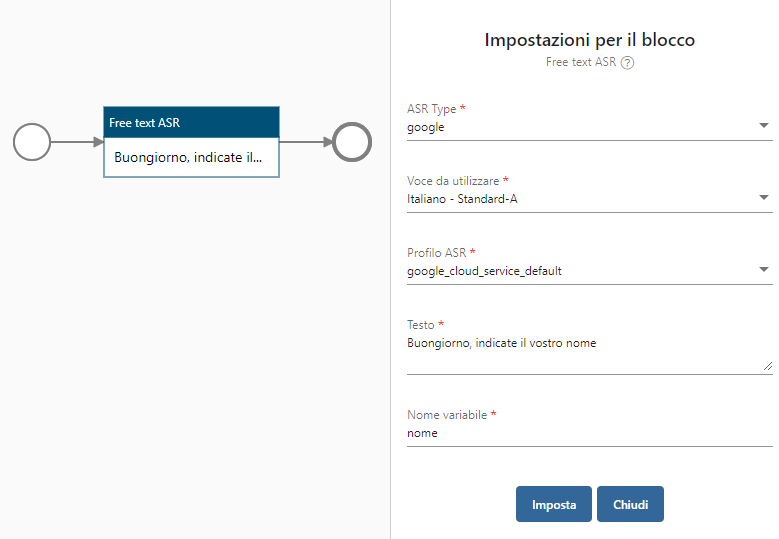 Free text ASR
Buongiorno, indicate il...
Impostazioni per il blocco
Free text ASR ?
ASR Type *
google
Voce da utilizzare *
Italiano - Standard-A
Profilo ASR *
google_cloud_service_default
Testo *
Buongiorno, indicate il vostro nome
Nome variabile *
nome
Imposta Chiudi